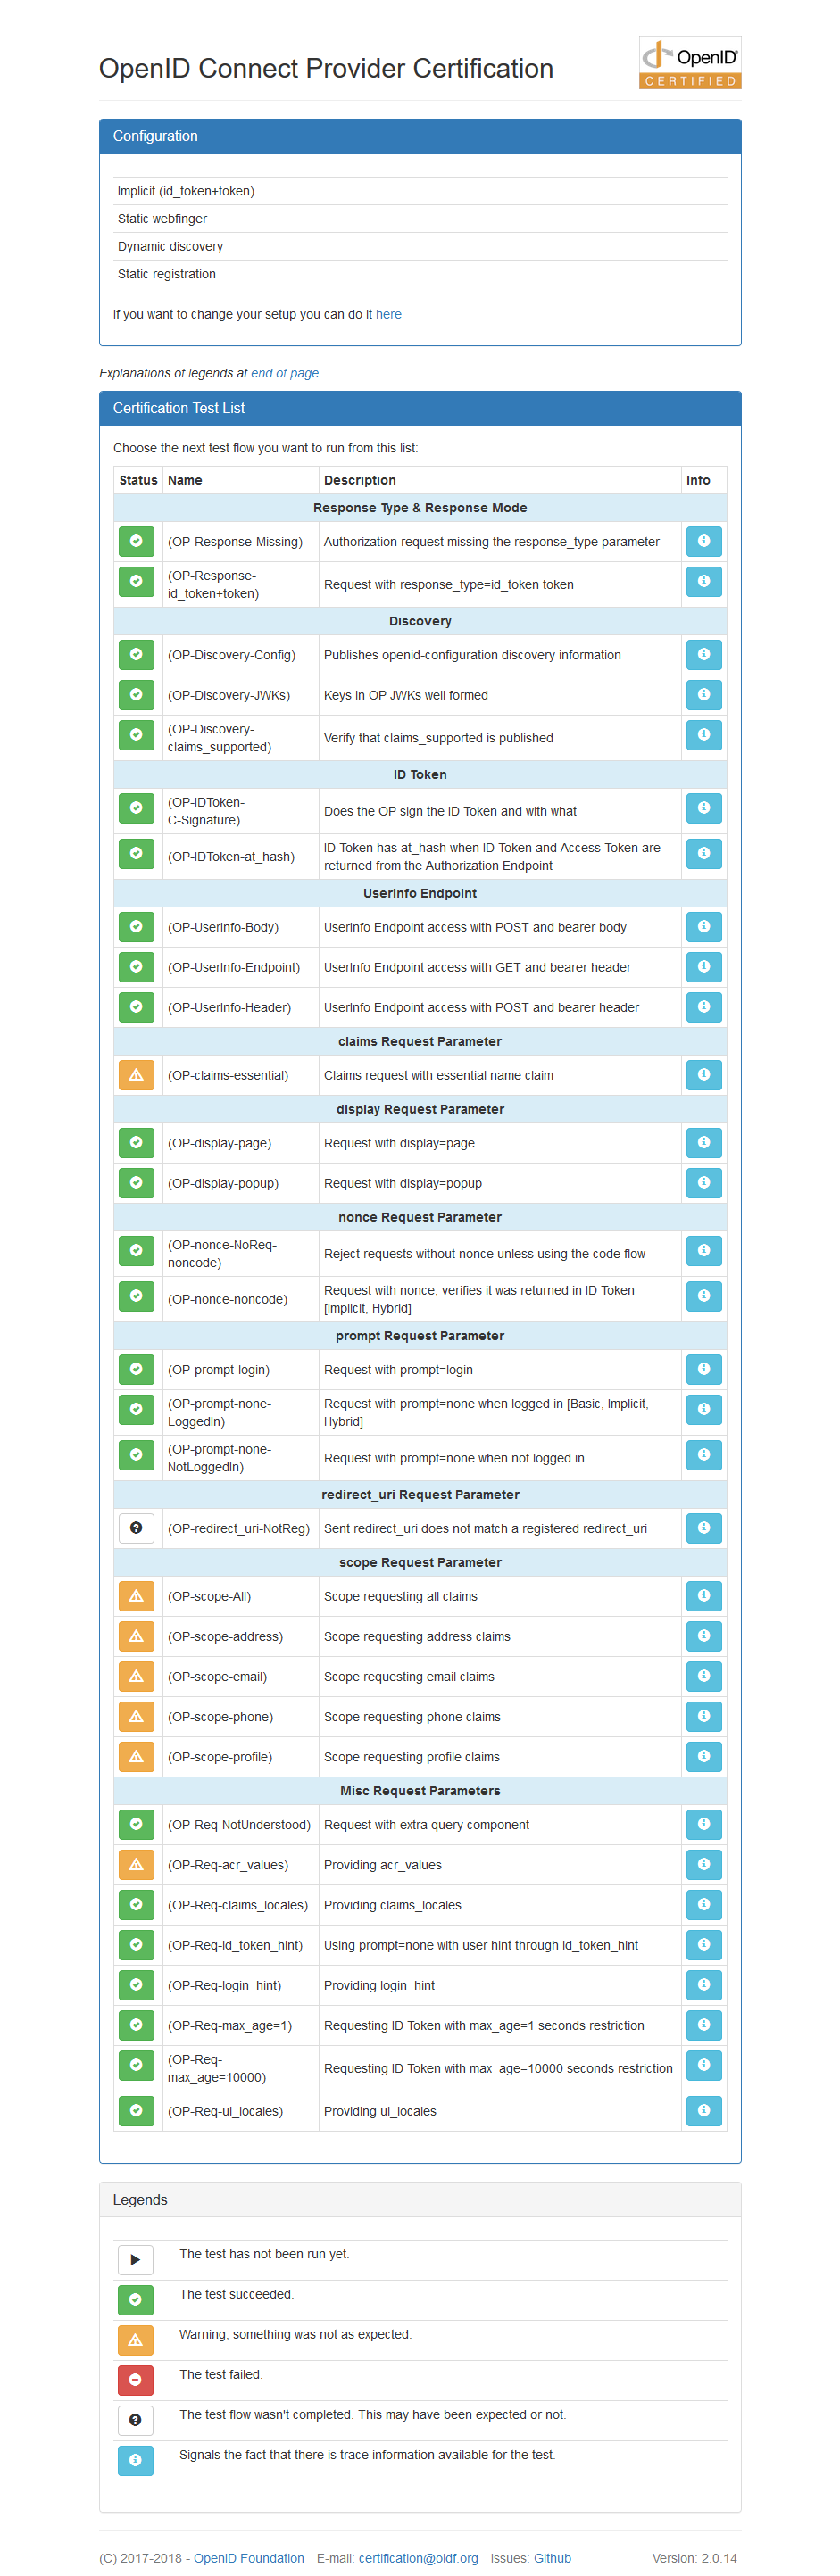 OpenID Connect Provider Certification
OpenID®
CERTIFIED
Configuration
Implicit (id_token+token)
Static webfinger
Dynamic discovery
Static registration
If you want to change your setup you can do it here
Explanations of legends at end of page
Certification Test List
Choose the next test flow you want to run from this list:
Status Name Description Info
Response Type & Response Mode
(OP-Response-Missing) Authorization request missing the response_type parameter
(OP-Response-
id_token+token) Request with response_type=id_token token
Discovery
(OP-Discovery-Config) Publishes openid-configuration discovery information
(OP-Discovery-JWKs) Keys in OP JWKs well formed
(OP-Discovery-
claims_supported) Verify that claims_supported is published
ID Token
(OP-IDToken-
C-Signature) Does the OP sign the ID Token and with what
(OP-IDToken-at_hash) ID Token has at_hash when ID Token and Access Token are
returned from the Authorization Endpoint
Userinfo Endpoint
(OP-UserInfo-Body) UserInfo Endpoint access with POST and bearer body
(OP-UserInfo-Endpoint) UserInfo Endpoint access with GET and bearer header
(OP-UserInfo-Header) UserInfo Endpoint access with POST and bearer header
claims Request Parameter
(OP-claims-essential) Claims request with essential name claim
display Request Parameter
(OP-display-page) Request with display=page
(OP-display-popup) Request with display=popup
nonce Request Parameter
(OP-nonce-NoReq-
noncode) Reject requests without nonce unless using the code flow
(OP-nonce-noncode) Request with nonce, verifies it was returned in ID Token
[Implicit, Hybrid]
prompt Request Parameter
(OP-prompt-login) Request with prompt=login
(OP-prompt-none- Request with prompt=none when logged in [Basic, Implicit,
LoggedIn) Hybrid]
(OP-prompt-none-
NotLoggedIn) Request with prompt=none when not logged in
redirect_uri Request Parameter
(OP-redirect_uri-NotReg) Sent redirect_uri does not match a registered redirect_uri
scope Request Parameter
(OP-scope-All) Scope requesting all claims
(OP-scope-address) Scope requesting address claims
(OP-scope-email) Scope requesting email claims
(OP-scope-phone) Scope requesting phone claims
(OP-scope-profile) Scope requesting profile claims
Misc Request Parameters
(OP-Req-NotUnderstood) Request with extra query component
(OP-Req-acr_values) Providing acr_values
(OP-Req-claims_locales) Providing claims_locales
(OP-Req-id_token_hint) Using prompt=none with user hint through id_token_hint
(OP-Req-login_hint) Providing login_hint
(OP-Req-max_age=1) Requesting ID Token with max_age=1 seconds restriction
(OP-Req-
max_age=10000) Requesting ID Token with max_age=10000 seconds restriction
(OP-Req-ui_locales) Providing ui_locales
Legends
The test has not been run yet.
The test succeeded.
Warning, something was not as expected.
The test failed.
The test flow wasn't completed. This may have been expected or not.
Signals the fact that there is trace information available for the test.
(C) 2017-2018 - OpenID Foundation E-mail: certification@oidf.org Issues: Github Version: 2.0.14